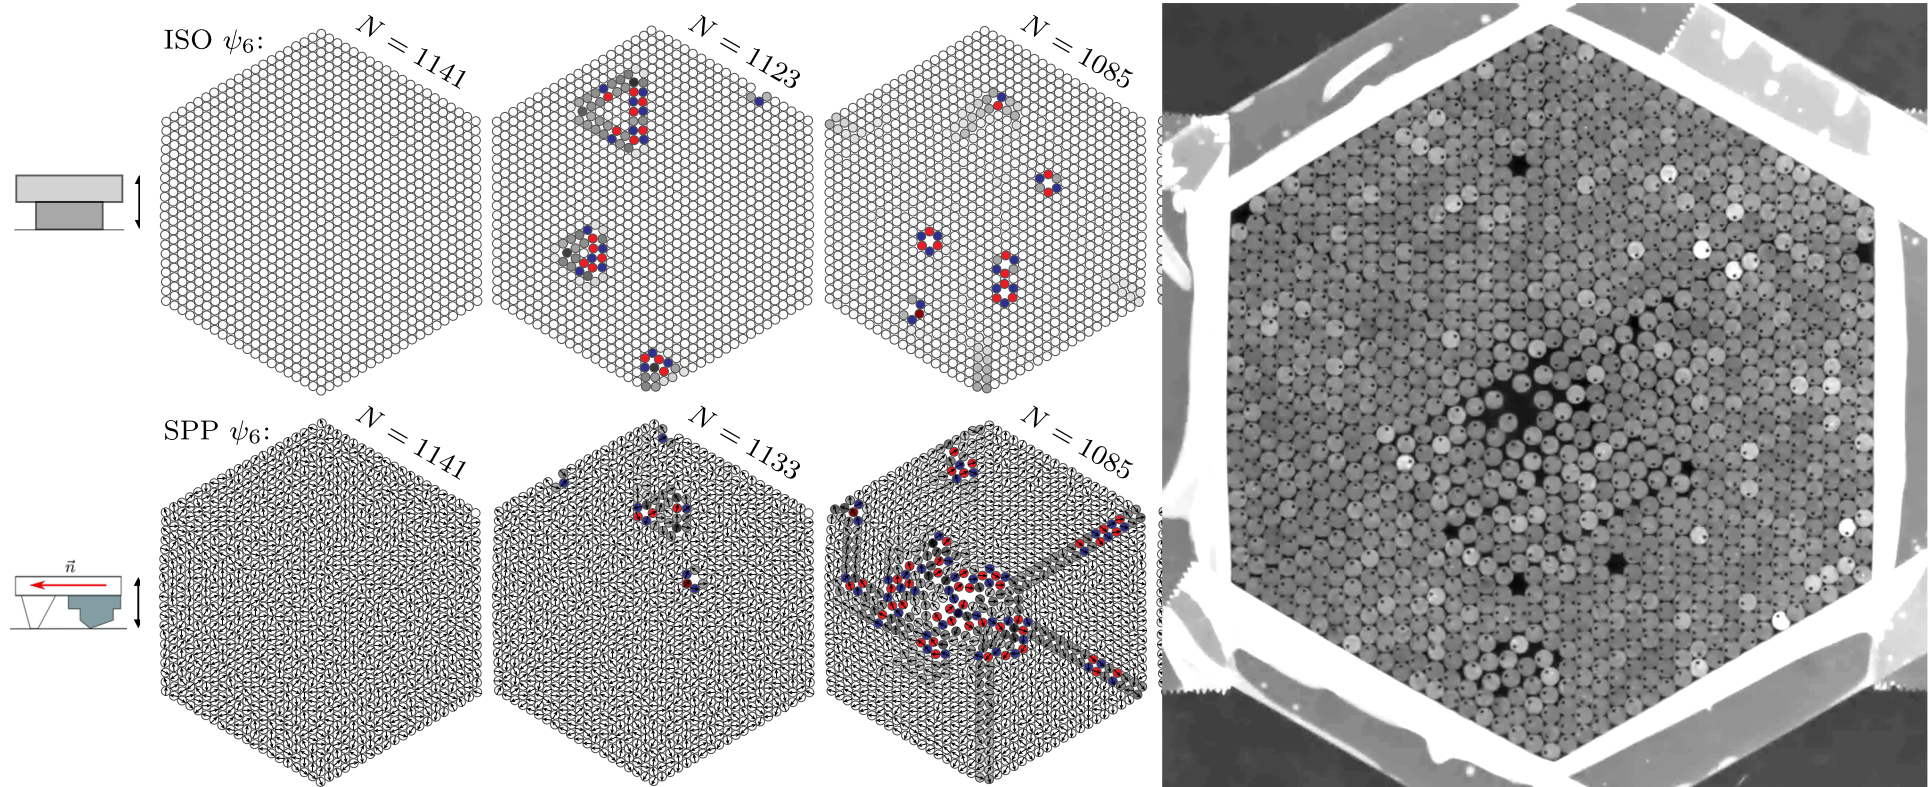 ISO ψ₆:
N = 1141
N = 1123
N = 1085
SPP ψ₆:
N = 1141
N = 1133
N = 1085
n⃗